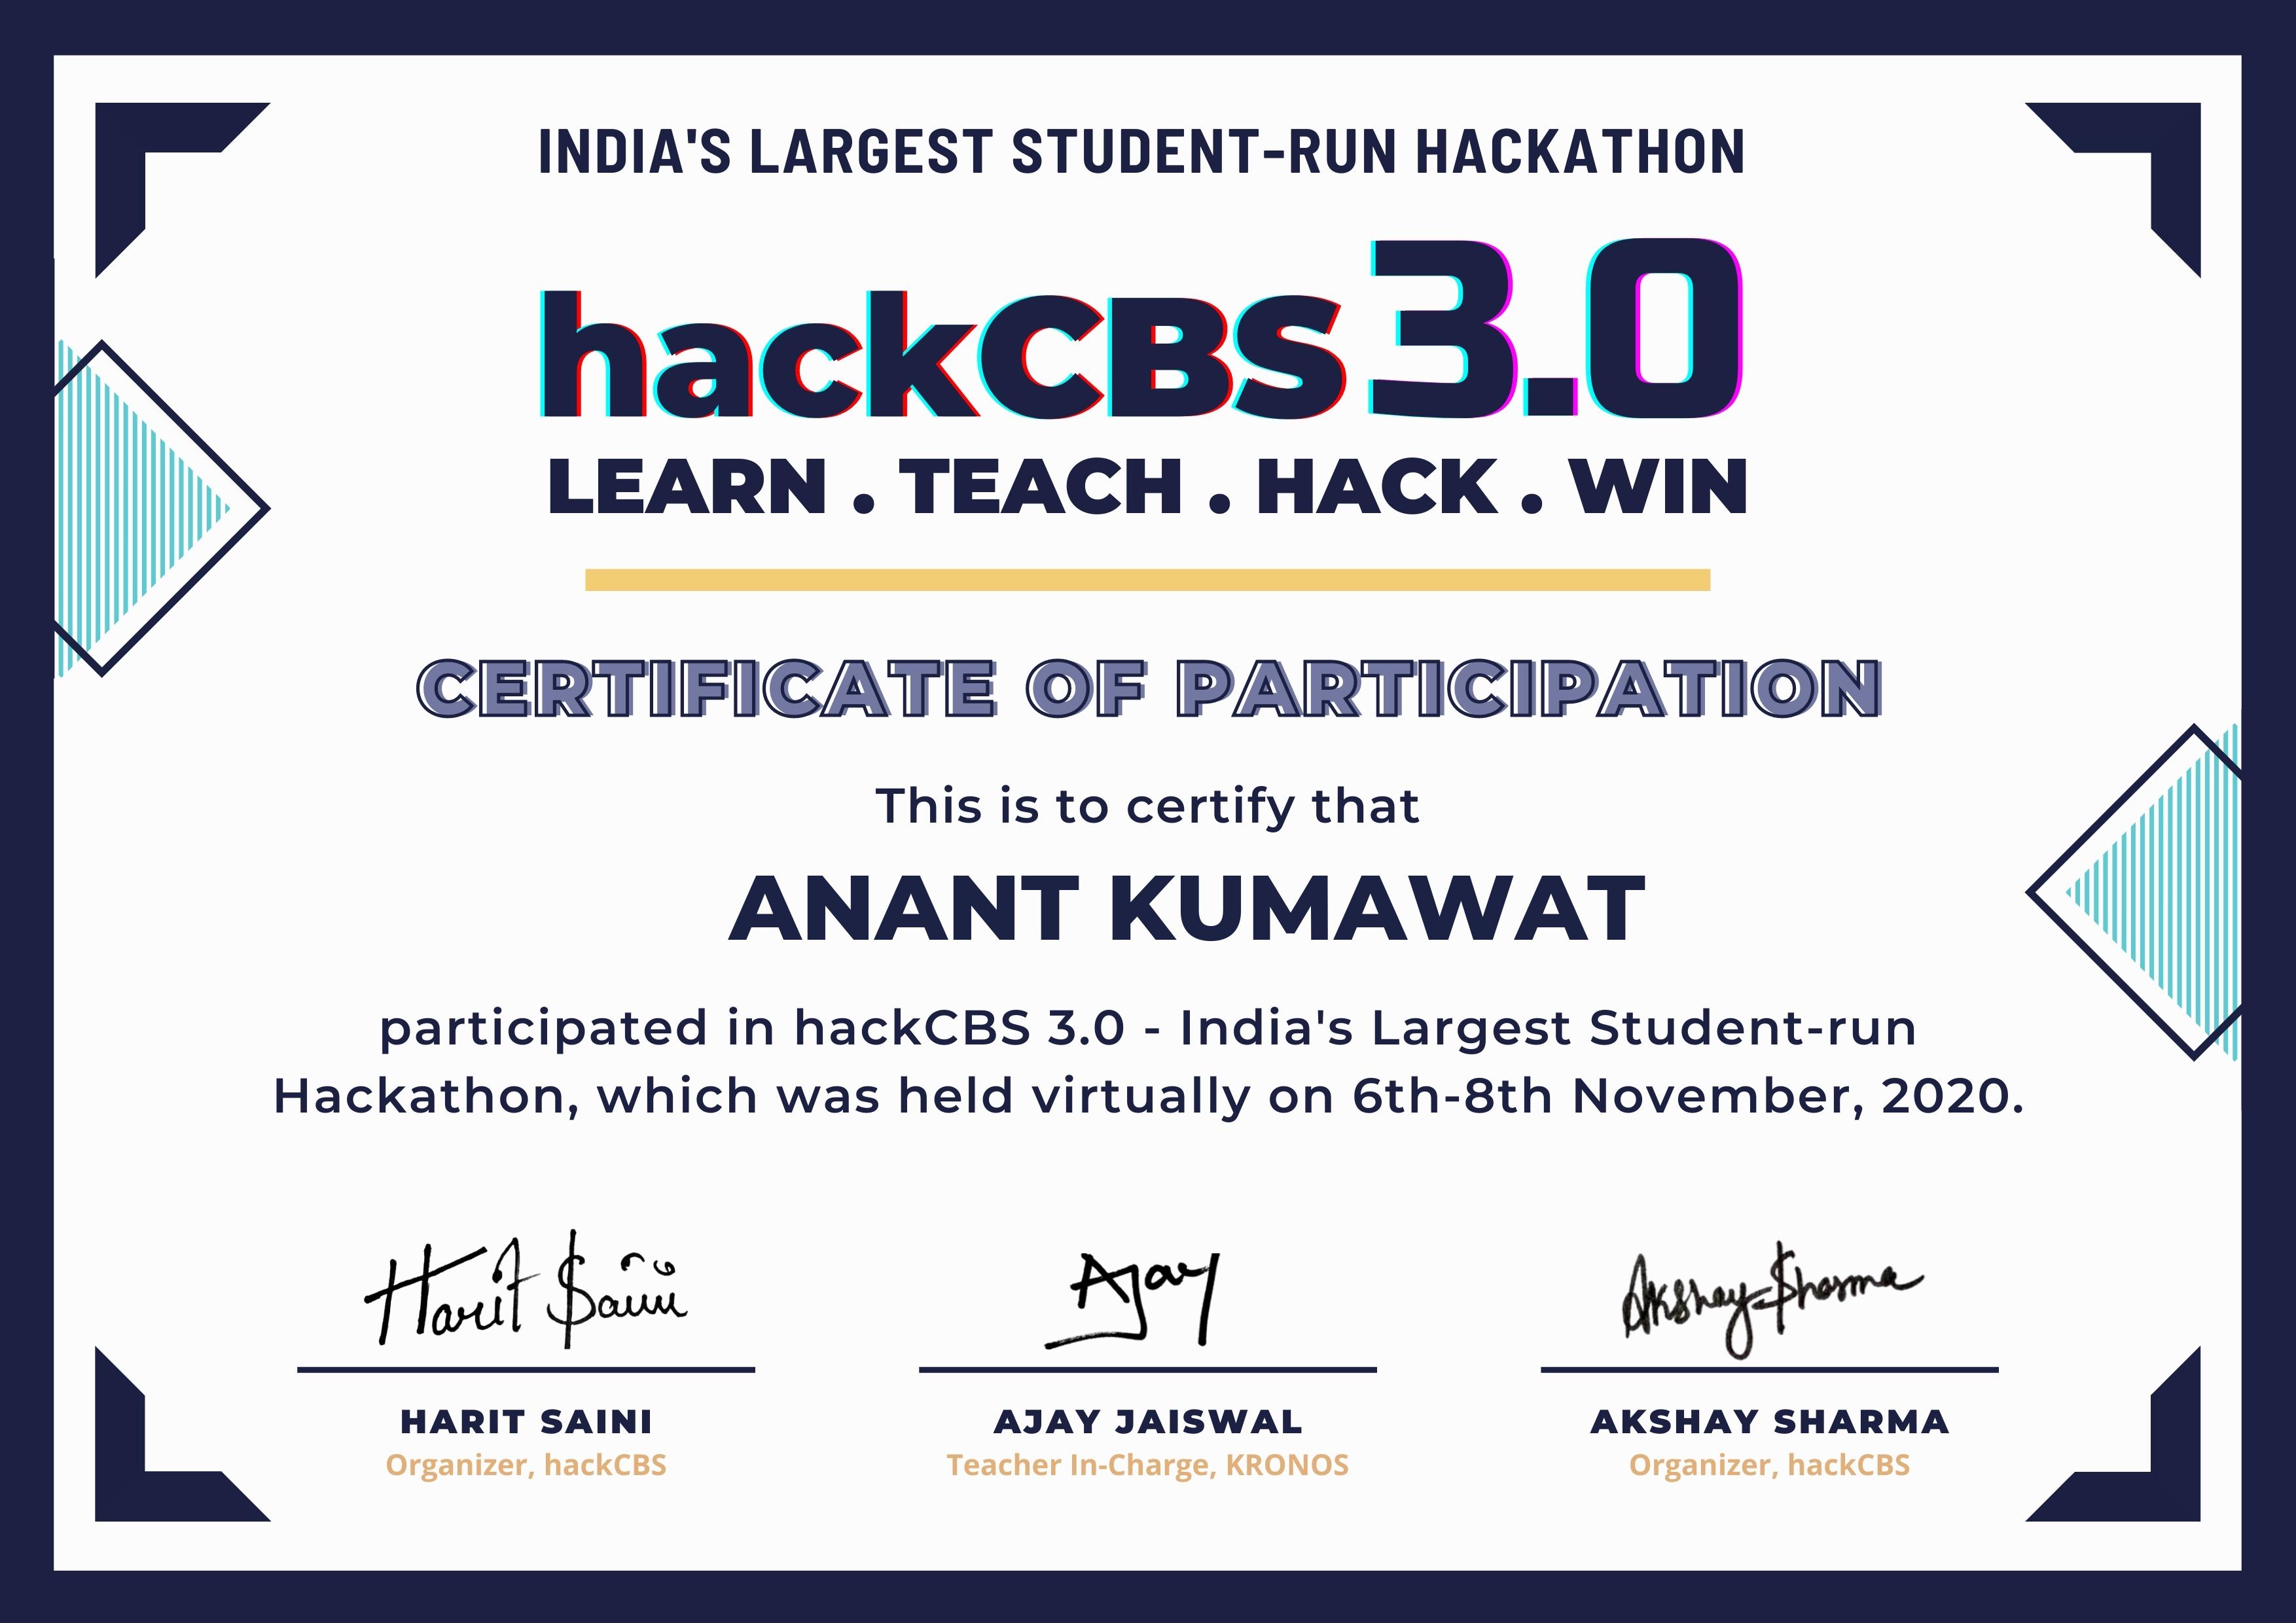 INDIA'S LARGEST STUDENT-RUN HACKATHON
hackCBS 3.0
LEARN . TEACH . HACK . WIN
CERTIFICATE OF PARTICIPATION
This is to certify that
ANANT KUMAWAT
participated in hackCBS 3.0 - India's Largest Student-run
Hackathon, which was held virtually on 6th-8th November, 2020.
Harit Saini
Ajay
Akshay Sharma
HARIT SAINI
Organizer, hackCBS
AJAY JAISWAL
Teacher In-Charge, KRONOS
AKSHAY SHARMA
Organizer, hackCBS